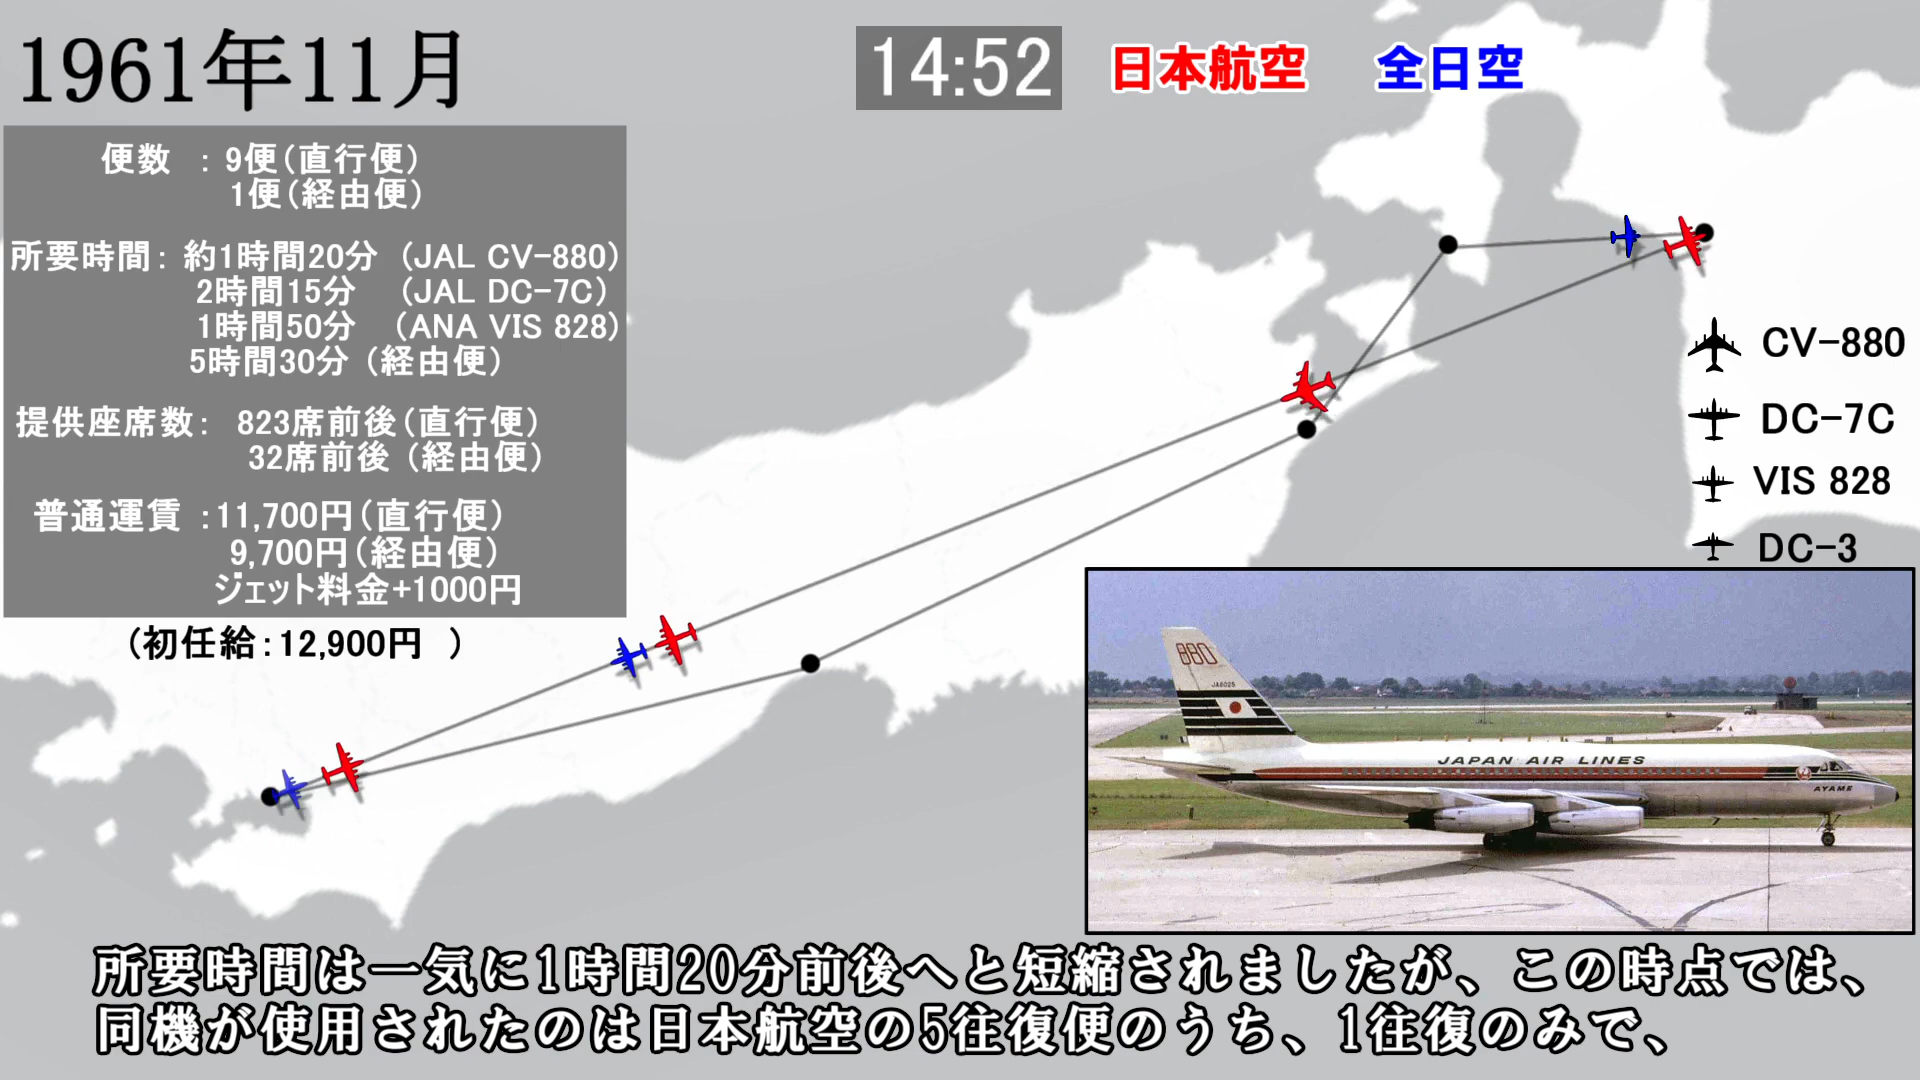 1961年11月
14:52
日本航空 全日空
便数 : 9便(直行便)
1便(経由便)
所要時間: 約1時間20分 (JAL CV-880)
2時間15分 (JAL DC-7C)
1時間50分 (ANA VIS 828)
5時間30分 (経由便)
提供座席数: 823席前後(直行便)
32席前後 (経由便)
普通運賃 :11,700円(直行便)
9,700円(経由便)
ジェット料金+1000円
(初任給:12,900円 )
CV-880
DC-7C
VIS 828
DC-3
880
JA8025
JAPAN AIR LINES
AYAME
所要時間は一気に1時間20分前後へと短縮されましたが、この時点では、
同機が使用されたのは日本航空の5往復便のうち、1往復のみで、